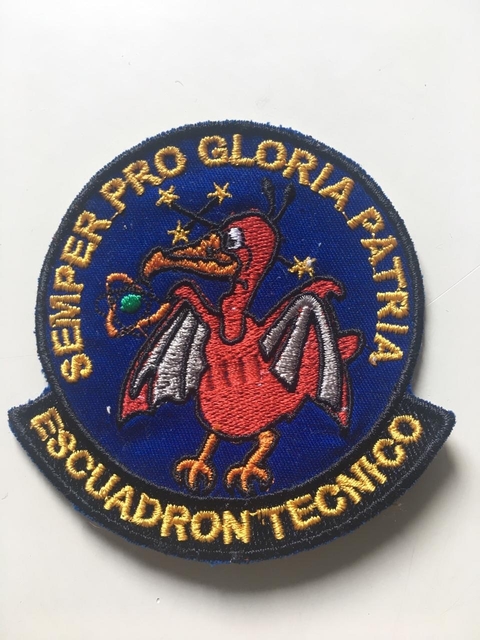 SEMPER PRO GLORIA PATRIA
ESCUADRON TECNICO